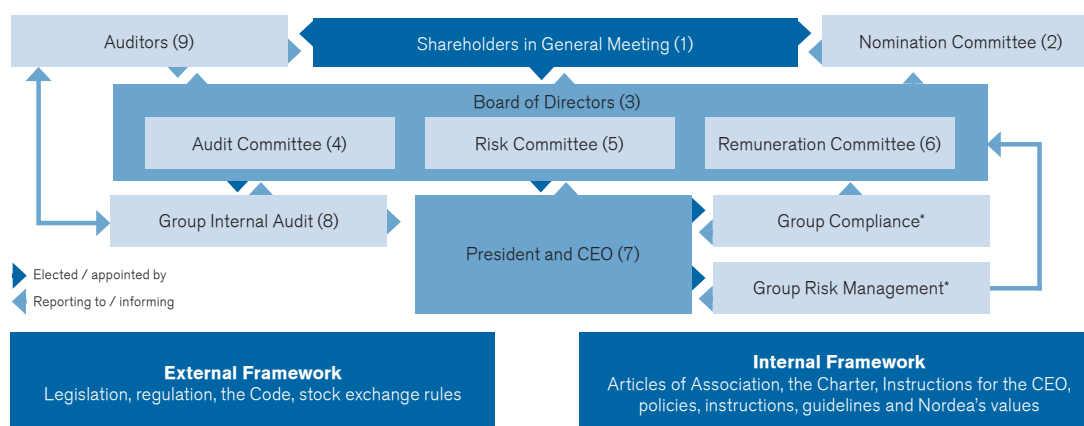 Auditors (9)
Shareholders in General Meeting (1)
Nomination Committee (2)
Board of Directors (3)
Audit Committee (4)
Risk Committee (5)
Remuneration Committee (6)
Group Internal Audit (8)
President and CEO (7)
Group Compliance*
Group Risk Management*
Elected / appointed by
Reporting to / informing
External Framework
Legislation, regulation, the Code, stock exchange rules
Internal Framework
Articles of Association, the Charter, Instructions for the CEO,
policies, instructions, guidelines and Nordea's values